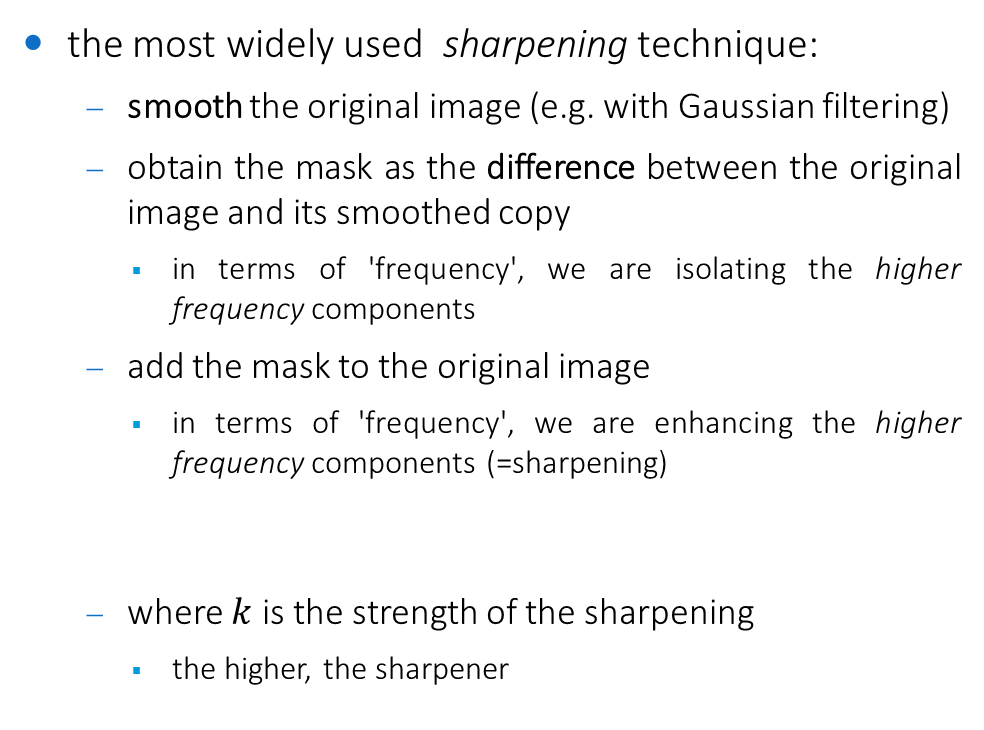 • the most widely used sharpening technique:
– smooth the original image (e.g. with Gaussian filtering)
– obtain the mask as the difference between the original
image and its smoothed copy
▪ in terms of 'frequency', we are isolating the higher
frequency components
– add the mask to the original image
▪ in terms of 'frequency', we are enhancing the higher
frequency components (=sharpening)
– where k is the strength of the sharpening
▪ the higher, the sharpener